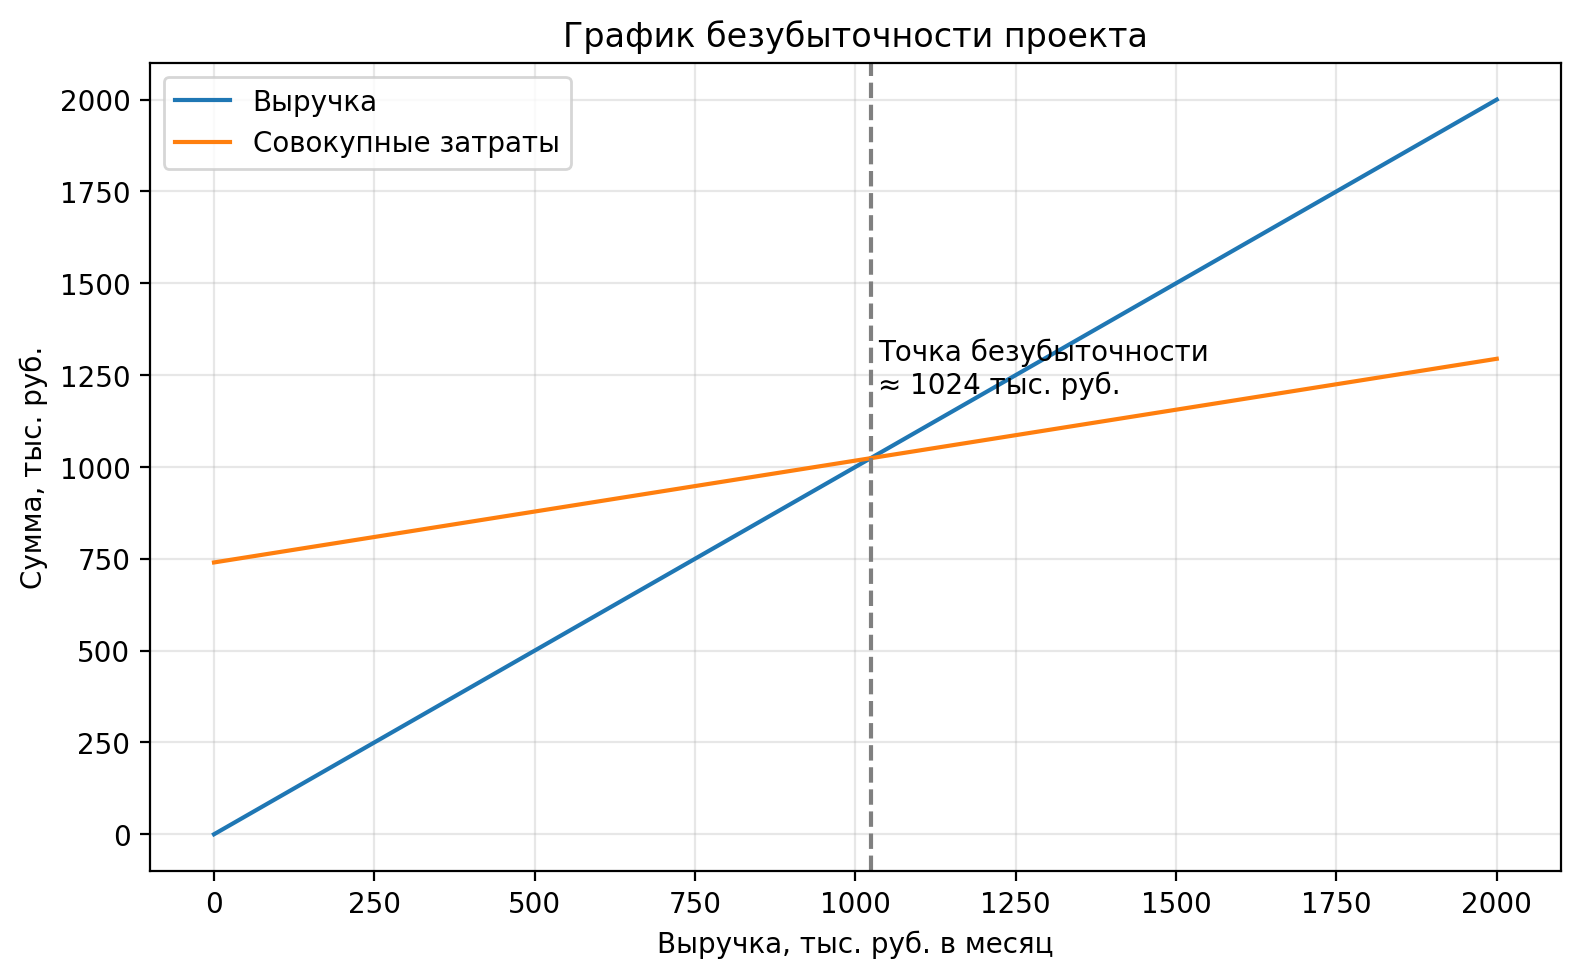 График безубыточности проекта
Выручка
Совокупные затраты
2000
1750
1500
1250
1000
750
500
250
0
Сумма, тыс. руб.
Точка безубыточности
≈ 1024 тыс. руб.
0 250 500 750 1000 1250 1500 1750 2000
Выручка, тыс. руб. в месяц